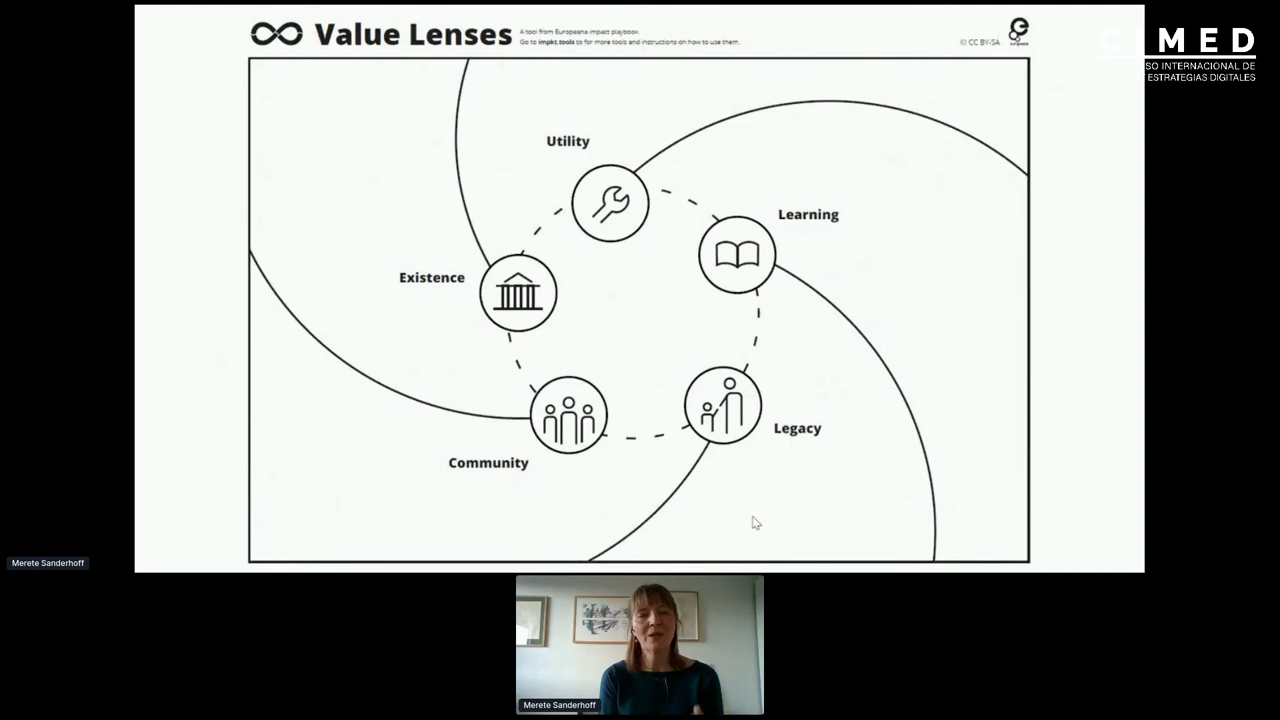 Value Lenses
A tool from Europeana impact playbook.
Go to impkt.tools to for more tools and instructions on how to use them.
© CC BY-SA
CIMED
SO INTERNACIONAL DE
ESTRATEGIAS DIGITALES
Utility
Learning
Existence
Legacy
Community
Merete Sanderhoff
Merete Sanderhoff